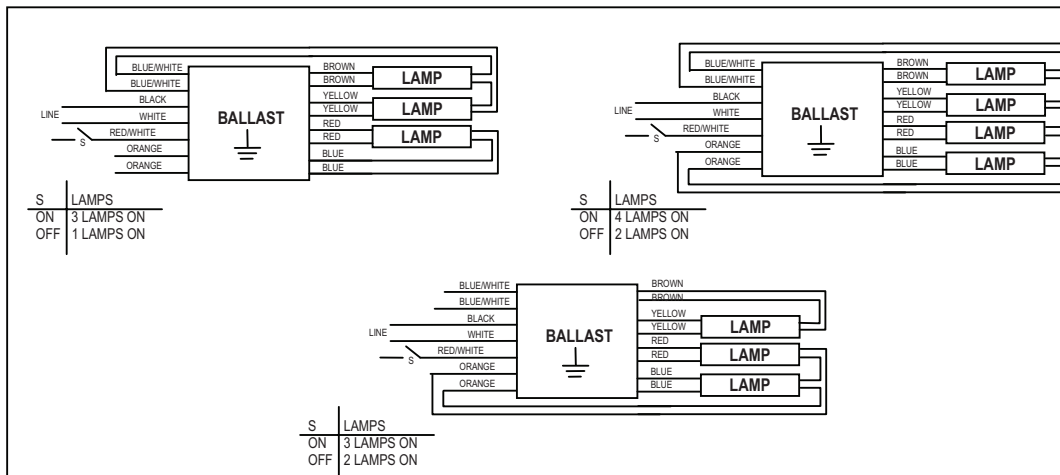 BLUE/WHITE
BLUE/WHITE
BLACK
LINE
WHITE
RED/WHITE
S
ORANGE
ORANGE
BALLAST
BROWN
BROWN
YELLOW
YELLOW
RED
RED
BLUE
BLUE
LAMP
LAMP
LAMP
S LAMPS
ON 3 LAMPS ON
OFF 1 LAMPS ON
BLUE/WHITE
BLUE/WHITE
BLACK
LINE
WHITE
RED/WHITE
S
ORANGE
ORANGE
BALLAST
BROWN
BROWN
YELLOW
YELLOW
RED
RED
BLUE
BLUE
LAMP
LAMP
LAMP
LAMP
S LAMPS
ON 4 LAMPS ON
OFF 2 LAMPS ON
BLUE/WHITE
BLUE/WHITE
BLACK
LINE
WHITE
RED/WHITE
S
ORANGE
ORANGE
BALLAST
BROWN
BROWN
YELLOW
YELLOW
RED
RED
BLUE
BLUE
LAMP
LAMP
LAMP
S LAMPS
ON 3 LAMPS ON
OFF 2 LAMPS ON